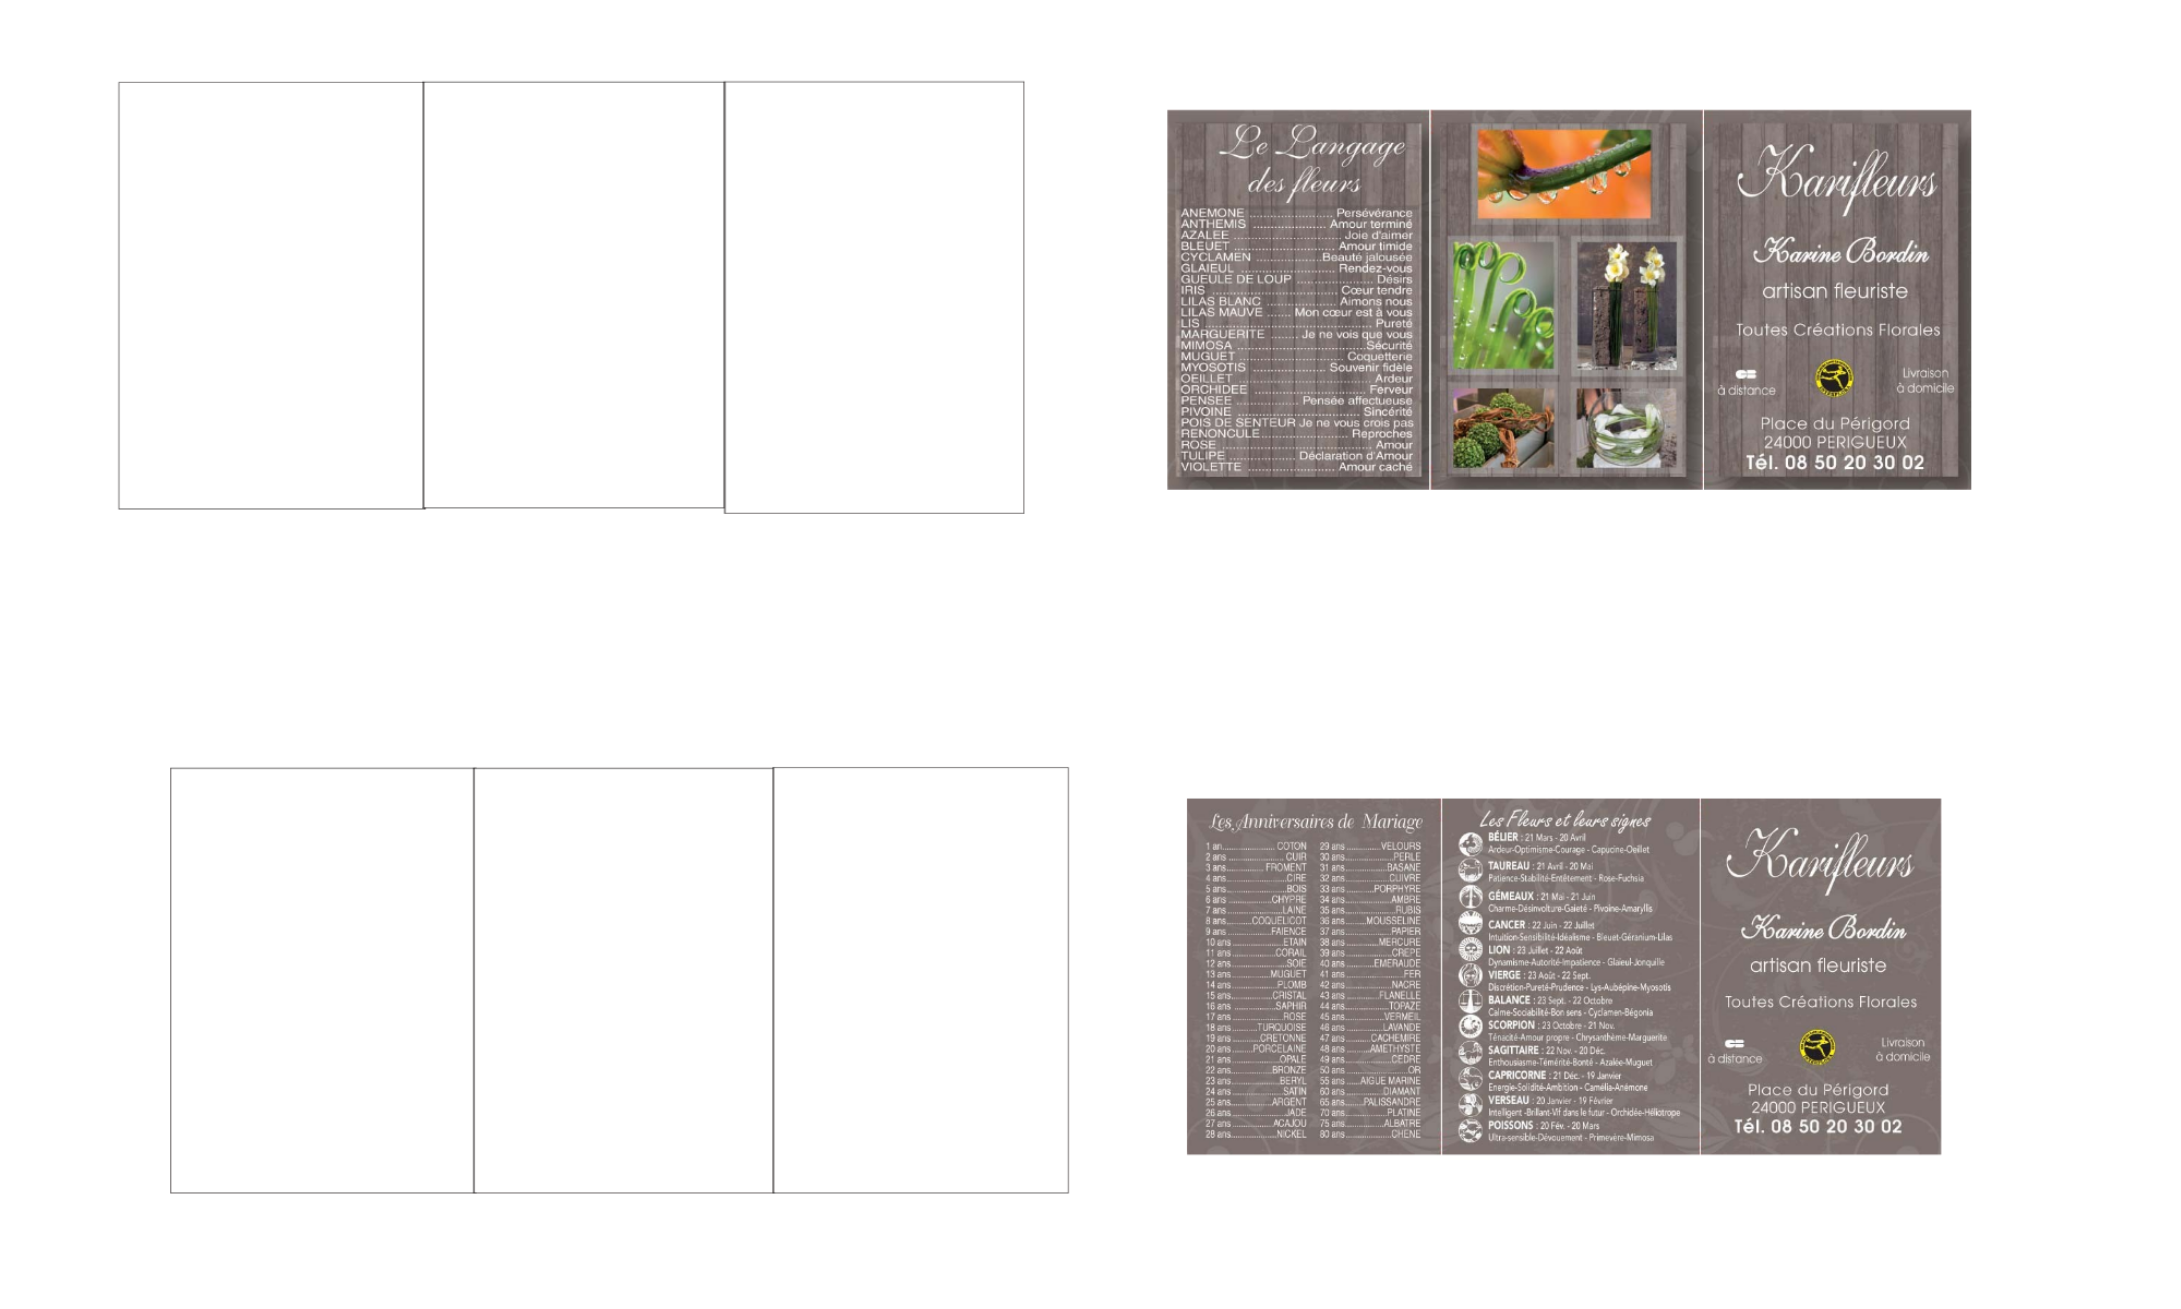 Le Langage
des fleurs
ANEMONE ........................ Persévérance
ANTHEMIS ..................... Amour terminé
AZALEE ............................... Joie d'aimer
BLEUET ............................. Amour timide
CYCLAMEN ...................Beauté jalousée
GLAIEUL ........................... Rendez-vous
GUEULE DE LOUP ...................... Désirs
IRIS .................................... Cœur tendre
LILAS BLANC .................... Aimons nous
LILAS MAUVE ....... Mon cœur est à vous
LIS ................................................. Pureté
MARGUERITE ........ Je ne vois que vous
MIMOSA .....................................Sécurité
MUGUET .............................. Coquetterie
MYOSOTIS ..................... Souvenir fidèle
OEILLET ....................................... Ardeur
ORCHIDEE ................................ Ferveur
PENSEE .................. Pensée affectueuse
PIVOINE ................................... Sincérité
POIS DE SENTEUR Je ne vous crois pas
RENONCULE.......................... Reproches
ROSE ........................................... Amour
TULIPE ................... Déclaration d'Amour
VIOLETTE ......................... Amour caché
Karifleurs
Karine Bordin
artisan fleuriste
Toutes Créations Florales
à distance
Livraison
à domicile
Place du Périgord
24000 PERIGUEUX
Tél. 08 50 20 30 02
Les Anniversaires de Mariage
1 an....................... COTON
2 ans ........................ CUIR
3 ans................ FROMENT
4 ans..........................CIRE
5 ans..........................BOIS
6 ans ...................CHYPRE
7 ans........................LAINE
8 ans...........COQUELICOT
9 ans ...................FAIENCE
10 ans ......................ETAIN
11 ans....................CORAIL
12 ans........................SOIE
13 ans...................MUGUET
14 ans.....................PLOMB
15 ans...................CRISTAL
16 ans ...................SAPHIR
17 ans.......................ROSE
18 ans ...........TURQUOISE
19 ans ............CRETONNE
20 ans .........PORCELAINE
21 ans.....................OPALE
22 ans...................BRONZE
23 ans......................BERYL
24 ans.......................SATIN
25 ans...................ARGENT
26 ans........................JADE
27 ans ...................ACAJOU
28 ans.....................NICKEL
29 ans ...............VELOURS
30 ans.......................PERLE
31 ans...................BASANE
32 ans.....................CUIVRE
33 ans ............PORPHYRE
34 ans.....................AMBRE
35 ans.......................RUBIS
36 ans.........MOUSSELINE
37 ans.....................PAPIER
38 ans ...............MERCURE
39 ans......................CREPE
40 ans ............EMERAUDE
41 ans...........................FER
42 ans.....................NACRE
43 ans ...............FLANELLE
44 ans....................TOPAZE
45 ans..................VERMEIL
46 ans .................LAVANDE
47 ans.............CACHEMIRE
48 ans ...........AMETHYSTE
49 ans......................CEDRE
50 ans ............................OR
55 ans ......AIGUE MARINE
60 ans ..................DIAMANT
65 ans.........PALISSANDRE
70 ans ...................PLATINE
75 ans...................ALBATRE
80 ans .....................CHENE
Les Fleurs et leurs signes
BÉLIER : 21 Mars - 20 Avril
Ardeur-Optimisme-Courage - Capucine-Oeillet
TAUREAU : 21 Avril - 20 Mai
Patience-Stabilité-Entêtement - Rose-Fuchsia
GÉMEAUX : 21 Mai - 21 Juin
Charme-Désinvolture-Gaieté - Pivoine-Amaryllis
CANCER : 22 Juin - 22 Juillet
Intuition-Sensibilité-Idéalisme - Bleuet-Géranium-Lilas
LION : 23 Juillet - 22 Août
Dynamisme-Autorité-Impatience - Glaieul-Jonquille
VIERGE : 23 Août - 22 Sept.
Discrétion-Pureté-Prudence - Lys-Aubépine-Myosotis
BALANCE : 23 Sept. - 22 Octobre
Calme-Sociabilité-Bon sens - Cyclamen-Bégonia
SCORPION : 23 Octobre - 21 Nov.
Ténacité-Amour propre - Chrysanthème-Marguerite
SAGITTAIRE : 22 Nov. - 20 Déc.
Enthousiasme-Témérité-Bonté - Azalée-Muguet
CAPRICORNE : 21 Déc. - 19 Janvier
Energie-Solidité-Ambition - Camélia-Anémone
VERSEAU : 20 Janvier - 19 Février
Intelligent -Brillant-Vif dans le futur - Orchidée-Héliotrope
POISSONS : 20 Fév. - 20 Mars
Ultra-sensible-Dévouement - Primevère-Mimosa
Karifleurs
Karine Bordin
artisan fleuriste
Toutes Créations Florales
à distance
Livraison
à domicile
Place du Périgord
24000 PERIGUEUX
Tél. 08 50 20 30 02